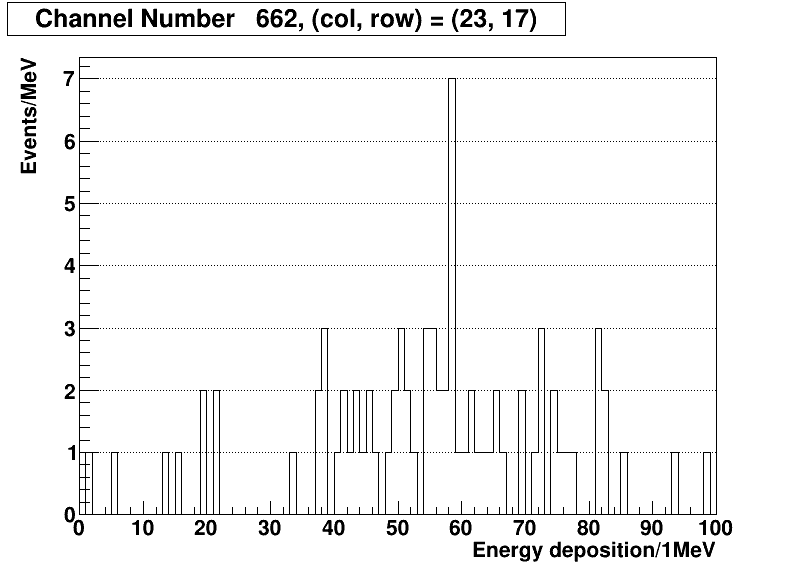 Channel Number 662, (col, row) = (23, 17)
Events/MeV
7
6
5
4
3
2
1
0
0 10 20 30 40 50 60 70 80 90 100
Energy deposition/1MeV